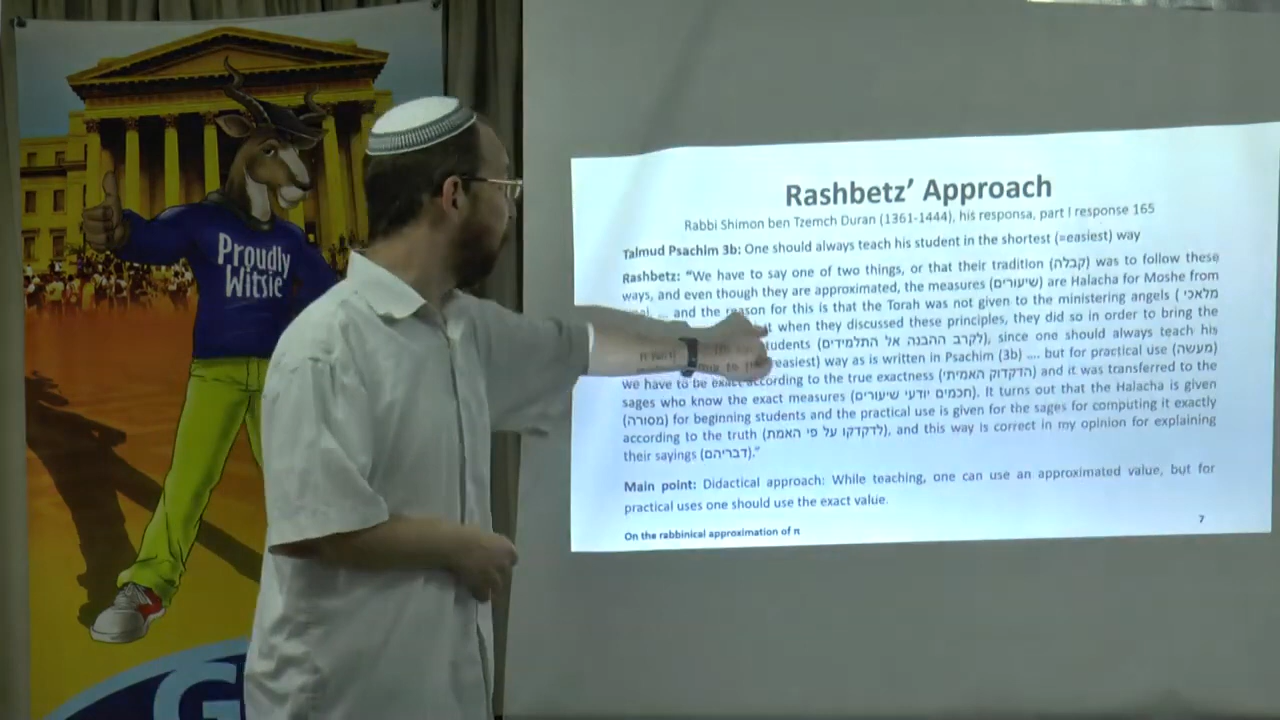 Proudly
Witsie
G
Rashbetz’ Approach
Rabbi Shimon ben Tzemch Duran (1361-1444), his responsa, part I response 165
Talmud Psachim 3b: One should always teach his student in the shortest (=easiest) way
Rashbetz: “We have to say one of two things, or that their tradition (קבלה) was to follow these
ways, and even though they are approximated, the measures (שיעורים) are Halacha for Moshe from
... and the reason for this is that the Torah was not given to the ministering angels (מלאכי
when they discussed these principles, they did so in order to bring the
(לקרב ההבנה אל התלמידים), since one should always teach his
easiest) way as is written in Psachim (3b) .... but for practical use (מעשה)
we have to be exact according to the true exactness (הדקדוק האמיתי) and it was transferred to the
sages who know the exact measures (חכמים יודעי שיעורים). It turns out that the Halacha is given
(מסורה) for beginning students and the practical use is given for the sages for computing it exactly
according to the truth (לדקדקו על פי האמת), and this way is correct in my opinion for explaining
their sayings (דבריהם).”
Main point: Didactical approach: While teaching, one can use an approximated value, but for
practical uses one should use the exact value.
7
On the rabbinical approximation of π